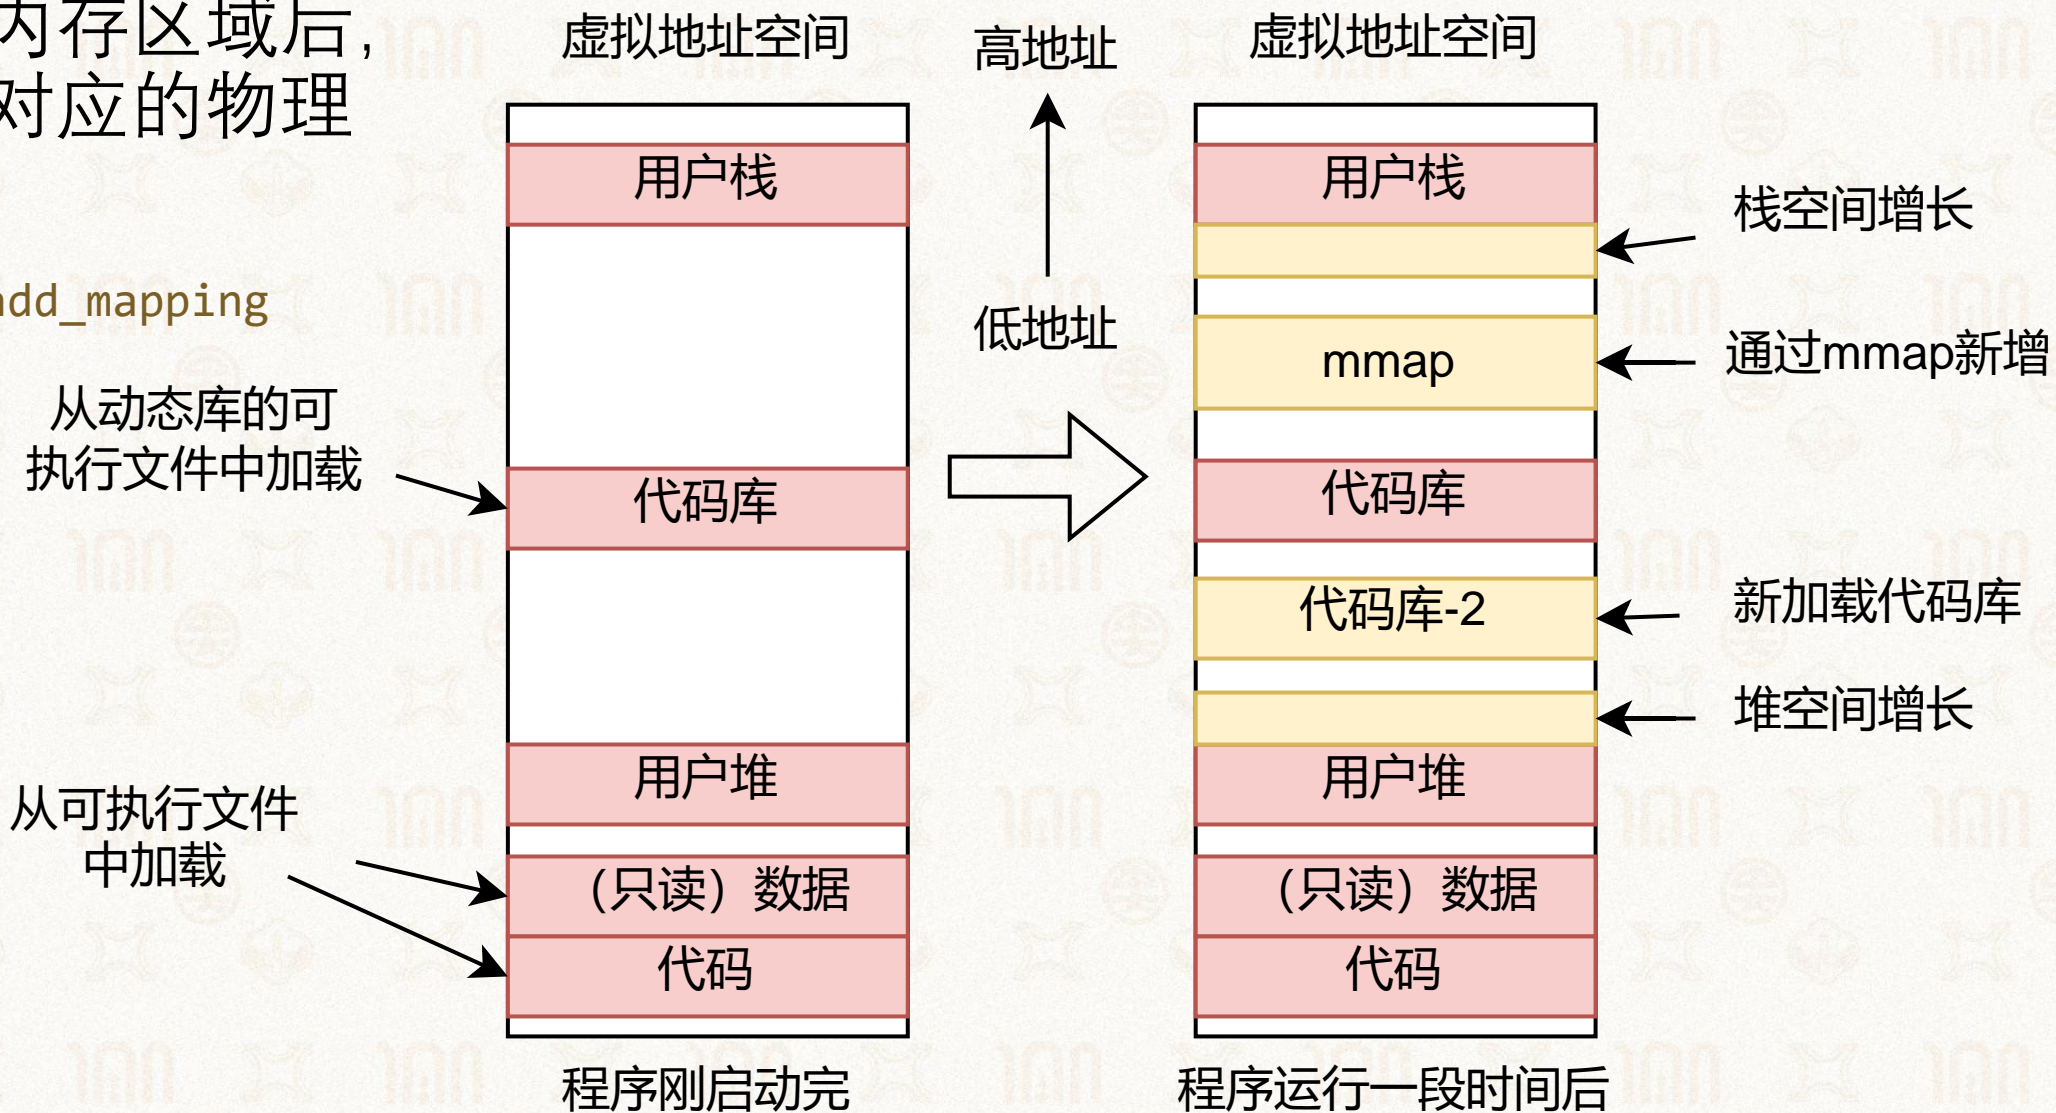 内存区域后,
对应的物理
add_mapping
从动态库的可
执行文件中加载
从可执行文件
中加载
虚拟地址空间
用户栈
代码库
用户堆
（只读）数据
代码
程序刚启动完
高地址
低地址
虚拟地址空间
用户栈
mmap
代码库
代码库-2
用户堆
（只读）数据
代码
程序运行一段时间后
栈空间增长
通过mmap新增
新加载代码库
堆空间增长